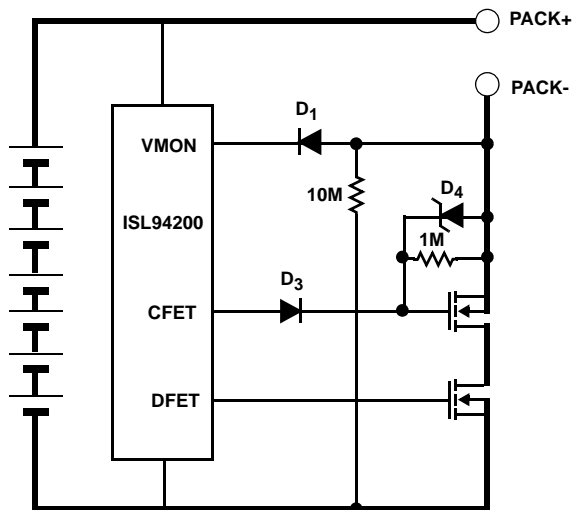 PACK+
PACK-
D1
VMON
D4
10M
1M
ISL94200
D3
CFET
DFET